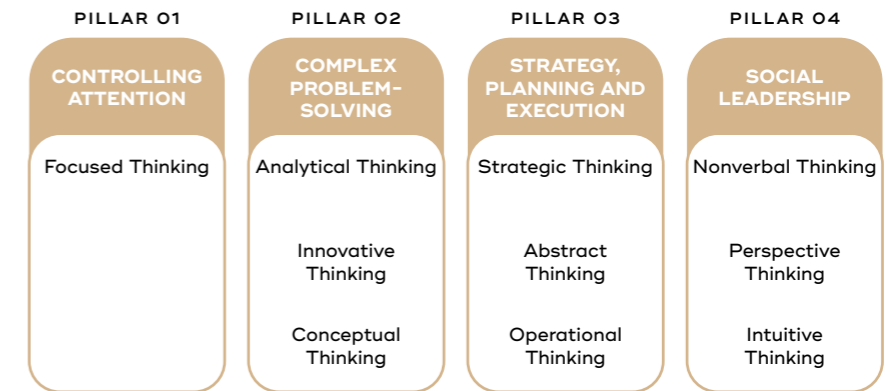 PILLAR 01
CONTROLLING
ATTENTION
Focused Thinking
PILLAR 02
COMPLEX
PROBLEM-
SOLVING
Analytical Thinking
Innovative
Thinking
Conceptual
Thinking
PILLAR 03
STRATEGY,
PLANNING AND
EXECUTION
Strategic Thinking
Abstract
Thinking
Operational
Thinking
PILLAR 04
SOCIAL
LEADERSHIP
Nonverbal Thinking
Perspective
Thinking
Intuitive
Thinking